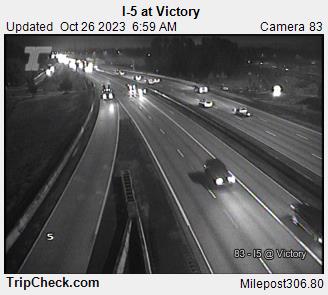 I-5 at Victory
Updated Oct 26 2023 6:59 AM Camera 83
T
S
83 - I5 @ Victory
TripCheck.com Milepost306.80